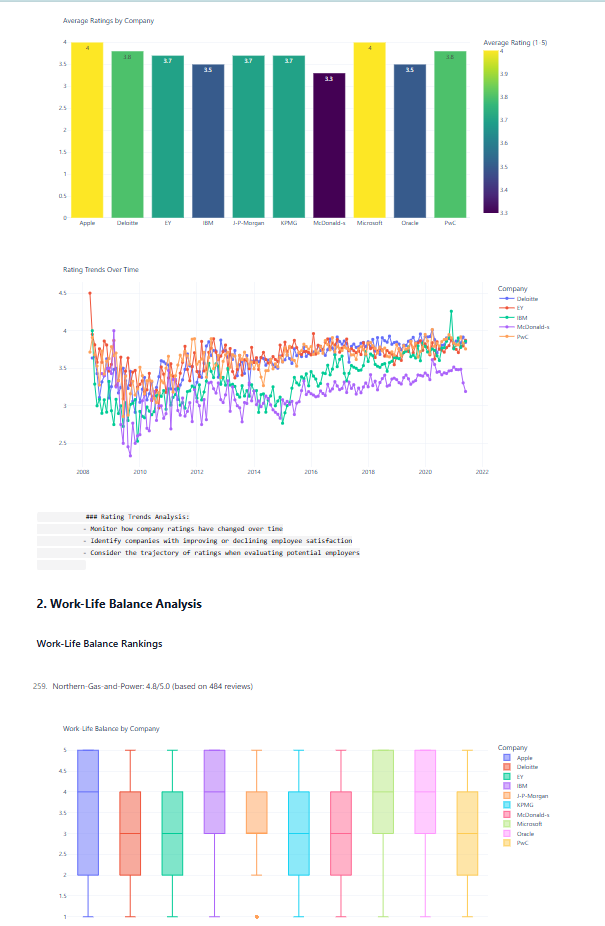 Average Ratings by Company
Average Rating (1-5)
4
3.5
3
2.5
2
1.5
1
0.5
0
4
3.8
3.7
3.5
3.7
3.7
3.3
4
3.5
3.8
4
3.9
3.8
3.7
3.6
3.5
3.4
3.3
Apple Deloitte EY IBM J-P-Morgan KPMG McDonald-s Microsoft Oracle PwC
Rating Trends Over Time
4.5
4
3.5
3
2.5
2008 2010 2012 2014 2016 2018 2020 2022
Company
Deloitte
EY
IBM
McDonald-s
PwC
### Rating Trends Analysis:
- Monitor how company ratings have changed over time
- Identify companies with improving or declining employee satisfaction
- Consider the trajectory of ratings when evaluating potential employers
2. Work-Life Balance Analysis
Work-Life Balance Rankings
259. Northern-Gas-and-Power: 4.8/5.0 (based on 484 reviews)
Work-Life Balance by Company
5
4.5
4
3.5
3
2.5
2
1.5
1
Company
Apple
Deloitte
EY
IBM
J-P-Morgan
KPMG
McDonald-s
Microsoft
Oracle
PwC